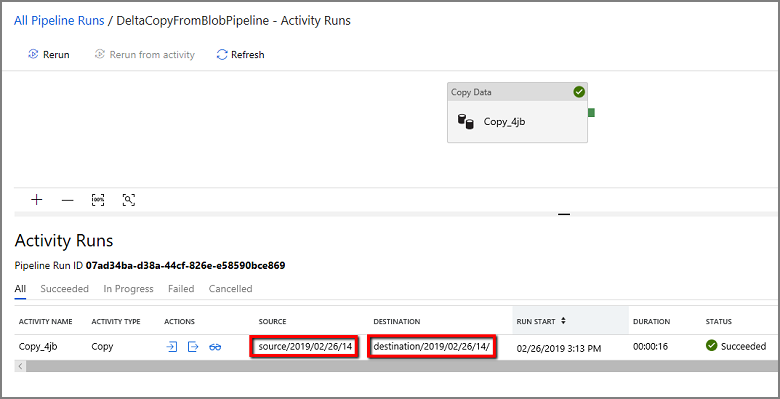 All Pipeline Runs / DeltaCopyFromBlobPipeline - Activity Runs
Rerun Rerun from activity Refresh
Copy Data
Copy_4jb
100%
Activity Runs
Pipeline Run ID 07ad34ba-d38a-44cf-826e-e58590bce869
All Succeeded In Progress Failed Cancelled
ACTIVITY NAME ACTIVITY TYPE ACTIONS SOURCE DESTINATION RUN START DURATION STATUS
Copy_4jb Copy source/2019/02/26/14 destination/2019/02/26/14/ 02/26/2019 3:13 PM 00:00:16 Succeeded